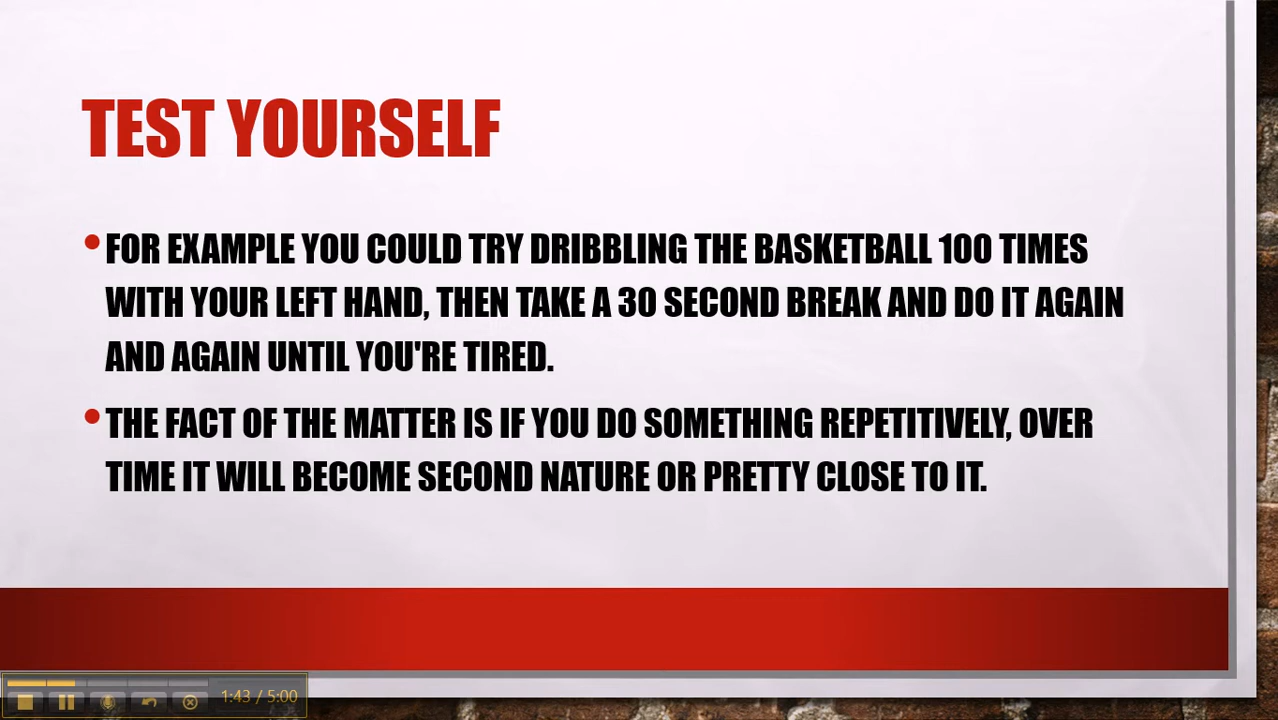 TEST YOURSELF
•FOR EXAMPLE YOU COULD TRY DRIBBLING THE BASKETBALL 100 TIMES
WITH YOUR LEFT HAND, THEN TAKE A 30 SECOND BREAK AND DO IT AGAIN
AND AGAIN UNTIL YOU'RE TIRED.
•THE FACT OF THE MATTER IS IF YOU DO SOMETHING REPETITIVELY, OVER
TIME IT WILL BECOME SECOND NATURE OR PRETTY CLOSE TO IT.
1:43 / 5:00